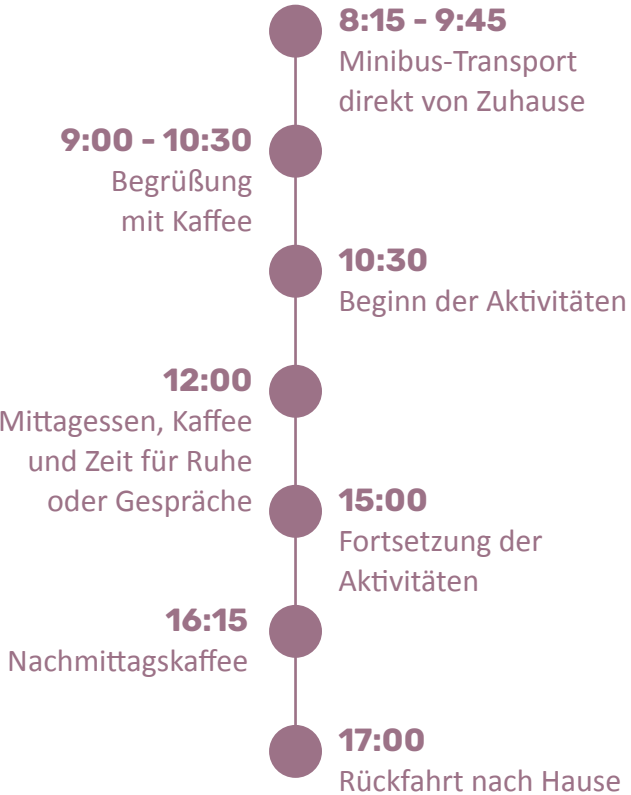 8:15 - 9:45
Minibus-Transport
direkt von Zuhause
9:00 - 10:30
Begrüßung
mit Kaffee
10:30
Beginn der Aktivitäten
12:00
Mittagessen, Kaffee
und Zeit für Ruhe
oder Gespräche
15:00
Fortsetzung der
Aktivitäten
16:15
Nachmittagskaffee
17:00
Rückfahrt nach Hause